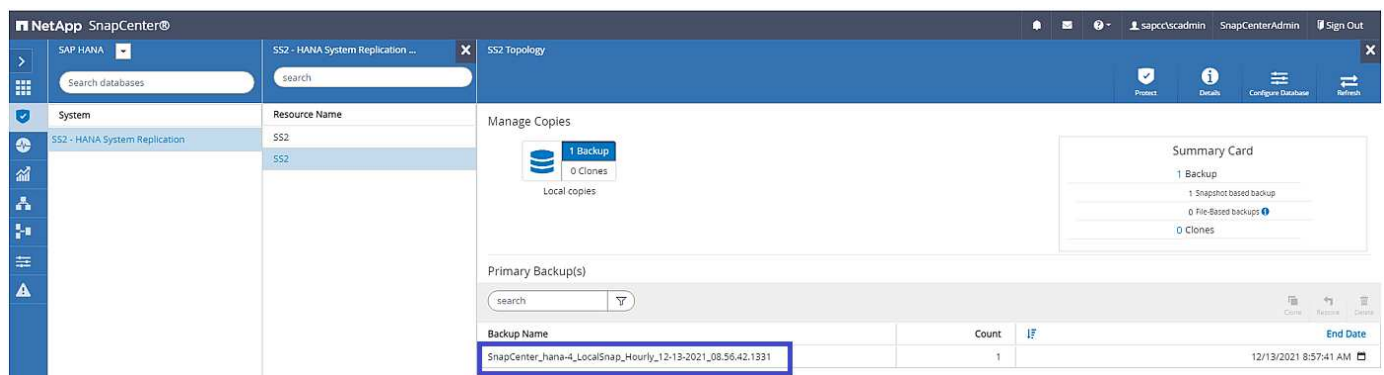 NetApp SnapCenter®
sapcc\scadmin SnapCenterAdmin Sign Out
SAP HANA
Search databases
System
SS2 - HANA System Replication
SS2 - HANA System Replication ...
search
Resource Name
SS2
SS2
SS2 Topology
Protect Details Configure Database Refresh
Manage Copies
1 Backup
0 Clones
Local copies
Summary Card
1 Backup
1 Snapshot based backup
0 File-Based backups
0 Clones
Primary Backup(s)
search
Clone Restore Delete
Backup Name Count End Date
SnapCenter_hana-4_LocalSnap_Hourly_12-13-2021_08.56.42.1331 1 12/13/2021 8:57:41 AM